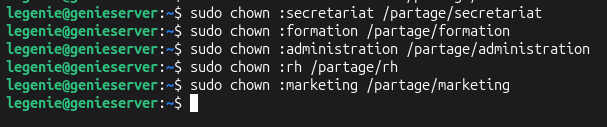 legenie@genieserver:~$ sudo chown :secretariat /partage/secretariat
legenie@genieserver:~$ sudo chown :formation /partage/formation
legenie@genieserver:~$ sudo chown :administration /partage/administration
legenie@genieserver:~$ sudo chown :rh /partage/rh
legenie@genieserver:~$ sudo chown :marketing /partage/marketing
legenie@genieserver:~$